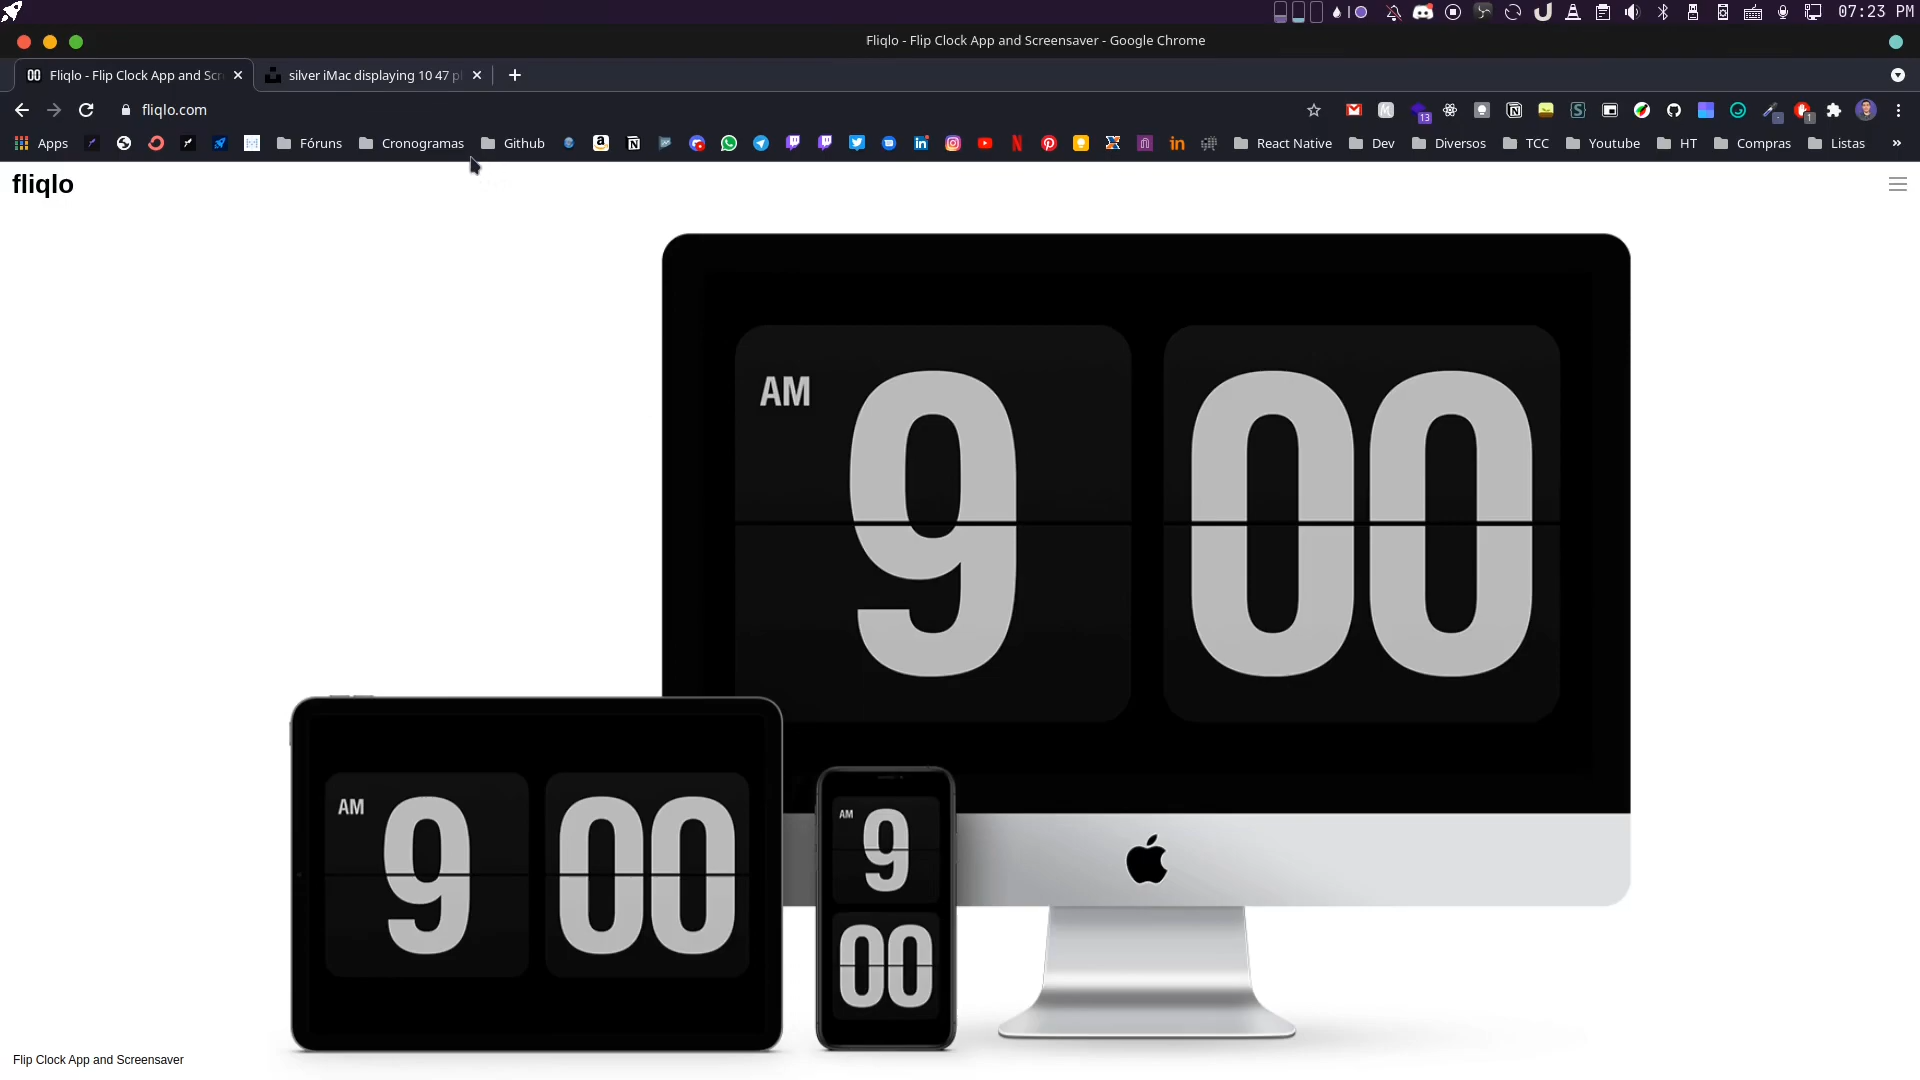 07:23 PM
Fliqlo - Flip Clock App and Screensaver - Google Chrome
Fliqlo - Flip Clock App and Scr
silver iMac displaying 10 47 p
fliqlo.com
13
1
Apps
Fóruns
Cronogramas
Github
React Native
Dev
Diversos
TCC
Youtube
HT
Compras
Listas
fliqlo
AM
9
00
AM
9
00
AM
9
00
Flip Clock App and Screensaver